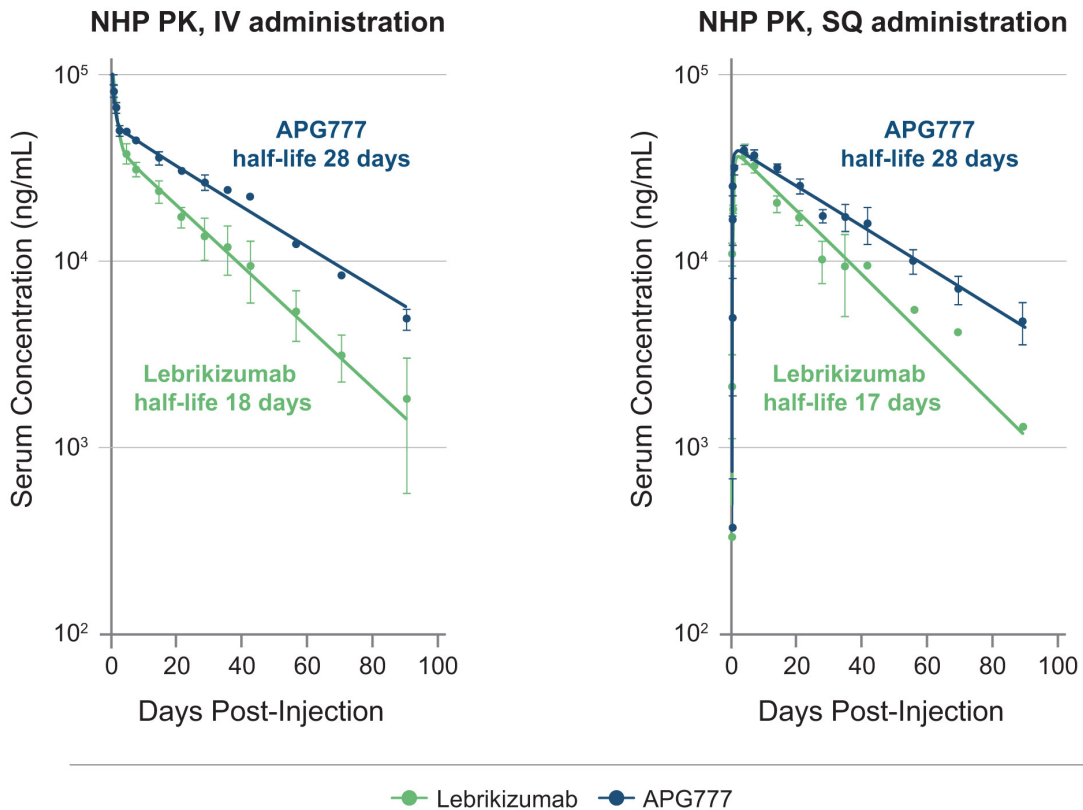 NHP PK, IV administration
Serum Concentration (ng/mL)
10⁵
10⁴
10³
10²
APG777
half-life 28 days
Lebrikizumab
half-life 18 days
0 20 40 60 80 100
Days Post-Injection
NHP PK, SQ administration
Serum Concentration (ng/mL)
10⁵
10⁴
10³
10²
APG777
half-life 28 days
Lebrikizumab
half-life 17 days
0 20 40 60 80 100
Days Post-Injection
Lebrikizumab APG777